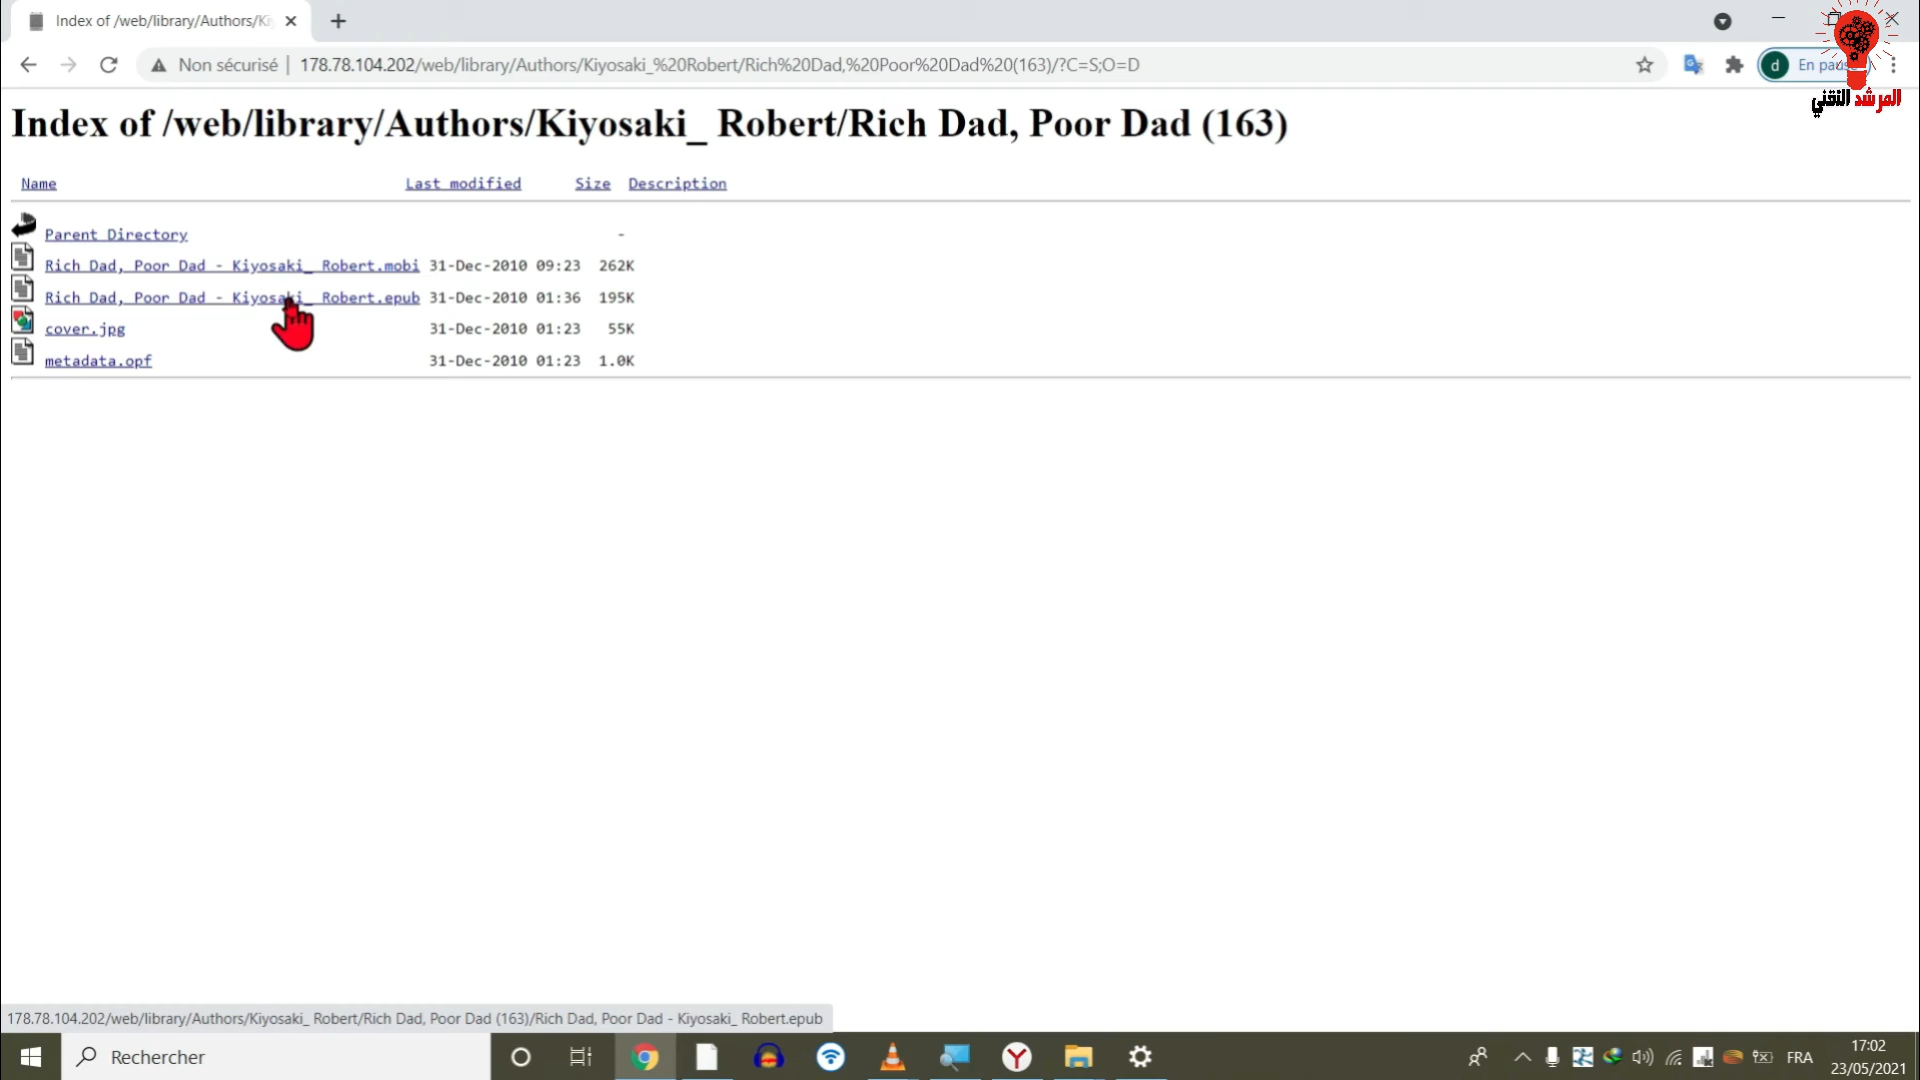 Index of /web/library/Authors/Ki
Non sécurisé | 178.78.104.202/web/library/Authors/Kiyosaki_%20Robert/Rich%20Dad,%20Poor%20Dad%20(163)/?C=S;O=D
d En pau
المرشد التقني
Index of /web/library/Authors/Kiyosaki_ Robert/Rich Dad, Poor Dad (163)
Name Last modified Size Description
Parent Directory -
Rich Dad, Poor Dad - Kiyosaki_ Robert.mobi 31-Dec-2010 09:23 262K
Rich Dad, Poor Dad - Kiyosaki_ Robert.epub 31-Dec-2010 01:36 195K
cover.jpg 31-Dec-2010 01:23 55K
metadata.opf 31-Dec-2010 01:23 1.0K
178.78.104.202/web/library/Authors/Kiyosaki_ Robert/Rich Dad, Poor Dad (163)/Rich Dad, Poor Dad - Kiyosaki_ Robert.epub
Rechercher
FRA
17:02
23/05/2021